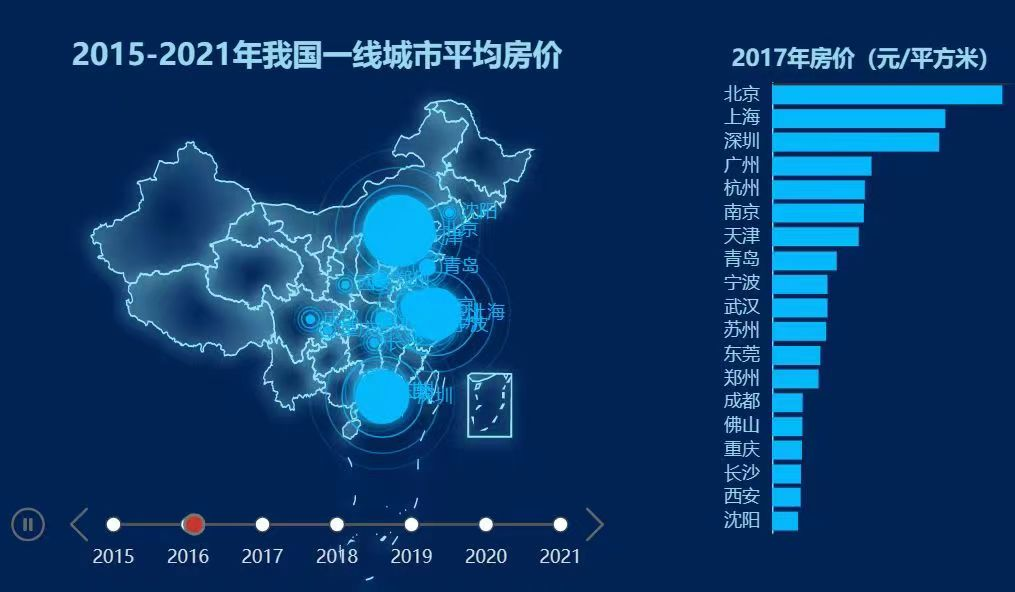 2015-2021年我国一线城市平均房价
2017年房价（元/平方米）
北京
上海
深圳
广州
杭州
南京
天津
青岛
宁波
武汉
苏州
东莞
郑州
成都
佛山
重庆
长沙
西安
沈阳
沈阳
北京
青岛
上海
深圳
2015 2016 2017 2018 2019 2020 2021